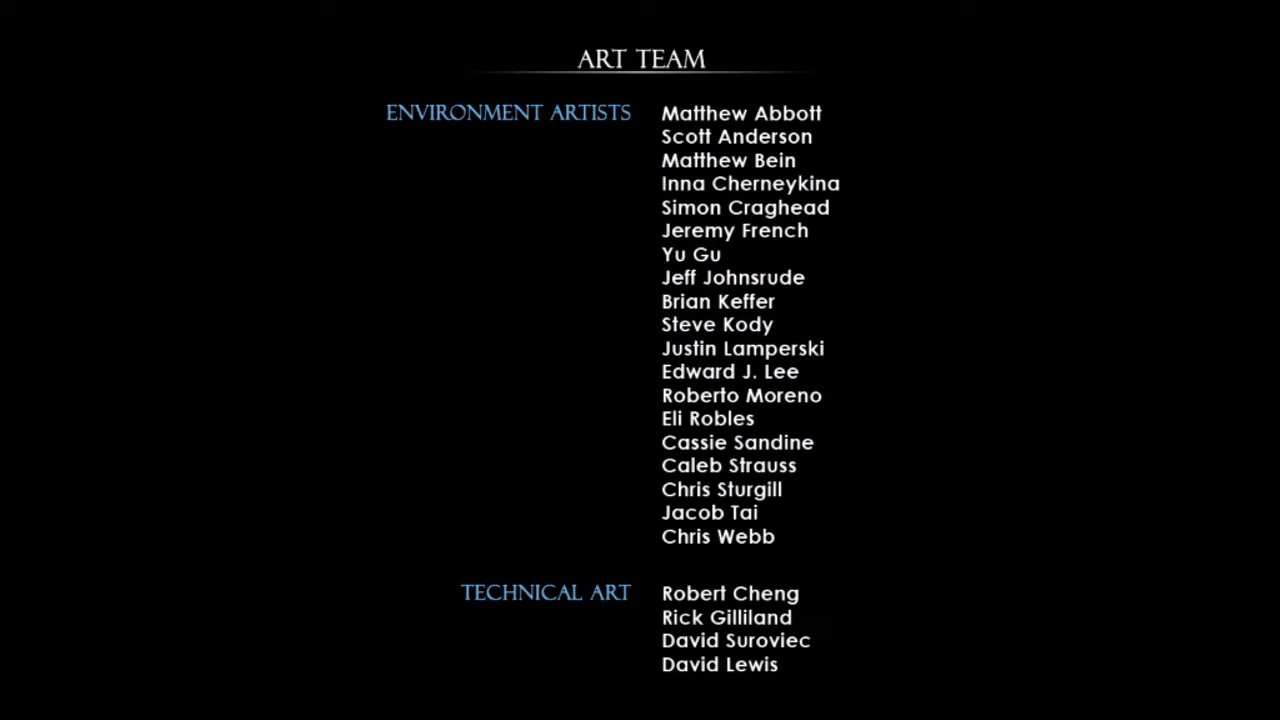 ART TEAM
ENVIRONMENT ARTISTS Matthew Abbott
Scott Anderson
Matthew Bein
Inna Cherneykina
Simon Craghead
Jeremy French
Yu Gu
Jeff Johnsrude
Brian Keffer
Steve Kody
Justin Lamperski
Edward J. Lee
Roberto Moreno
Eli Robles
Cassie Sandine
Caleb Strauss
Chris Sturgill
Jacob Tai
Chris Webb
TECHNICAL ART Robert Cheng
Rick Gilliland
David Suroviec
David Lewis